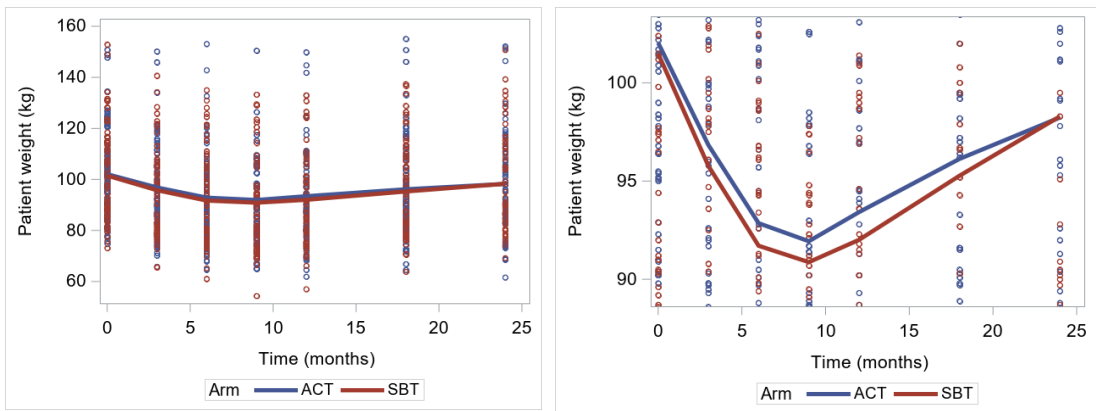 160
140
120
100
80
60
Patient weight (kg)
0 5 10 15 20 25
Time (months)
Arm ACT SBT
100
95
90
Patient weight (kg)
0 5 10 15 20 25
Time (months)
Arm ACT SBT